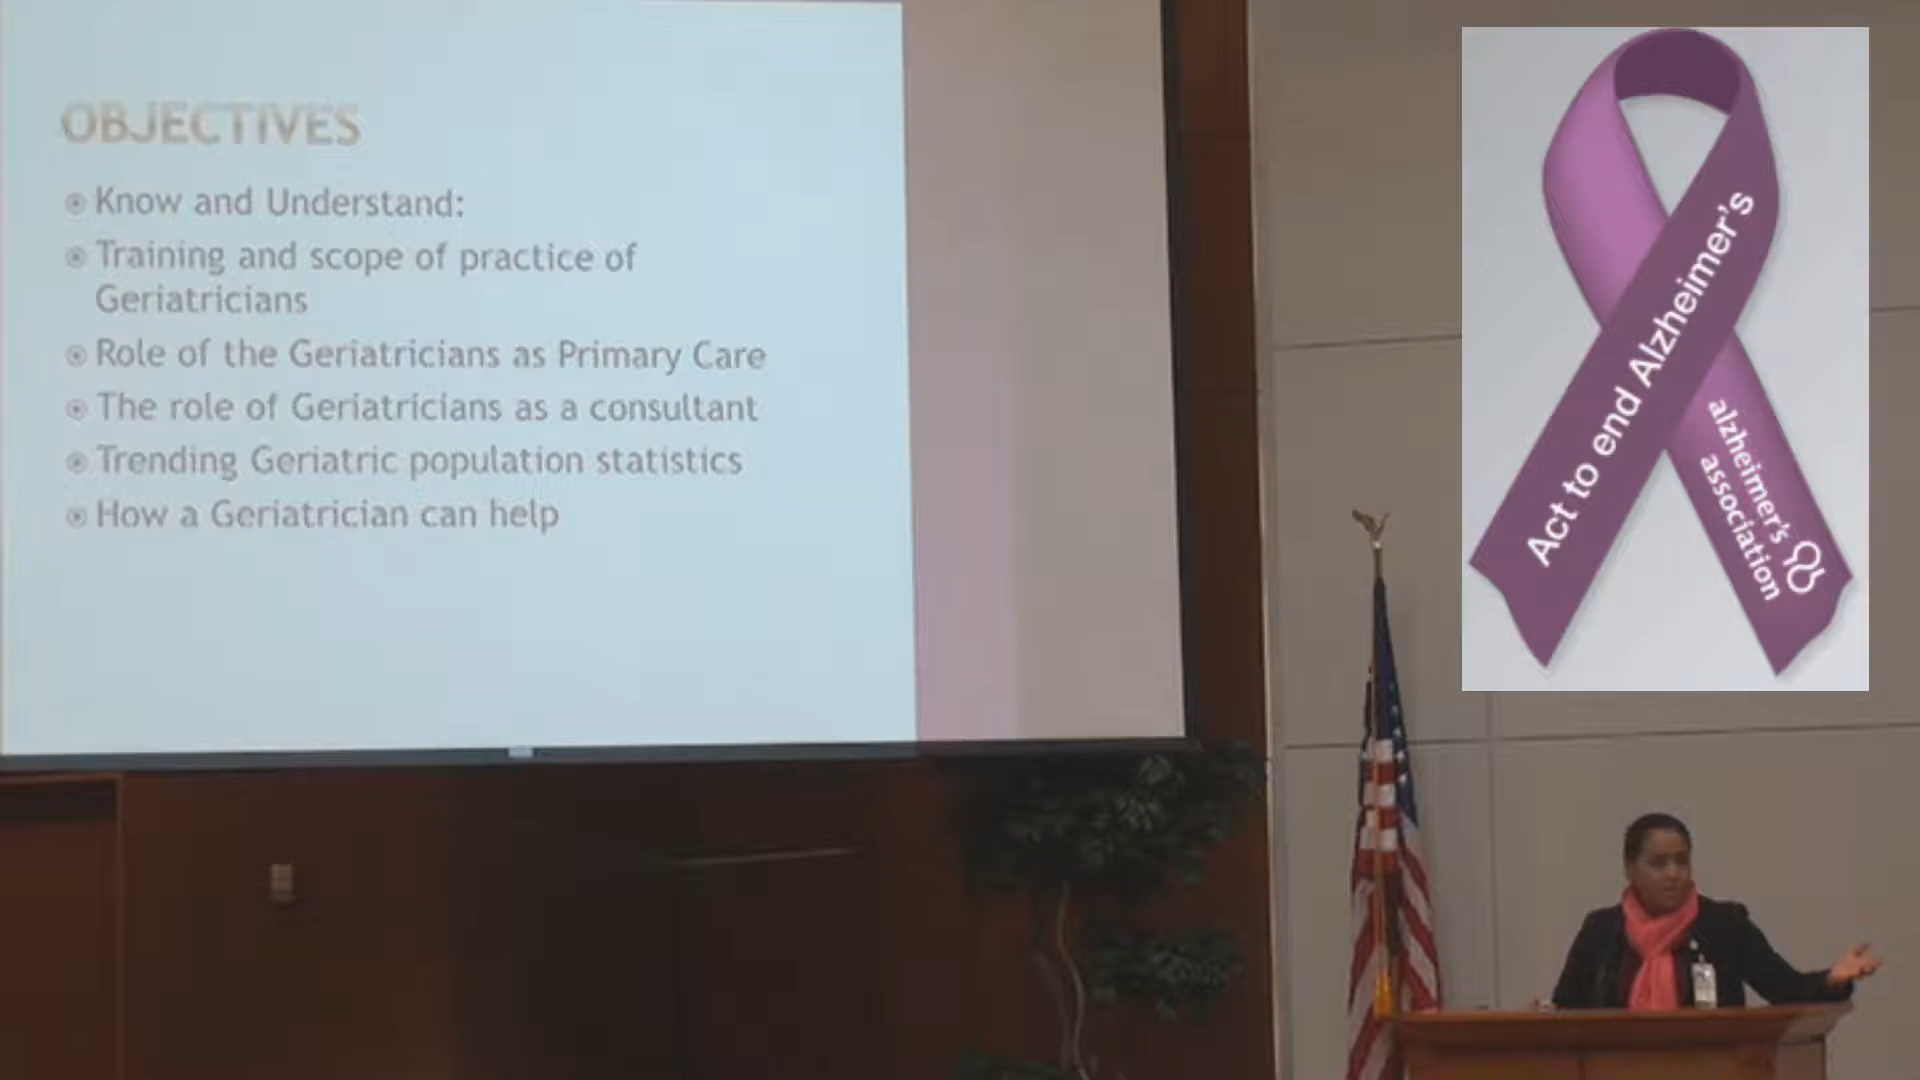 OBJECTIVES
Know and Understand:
Training and scope of practice of
Geriatricians
Role of the Geriatricians as Primary Care
The role of Geriatricians as a consultant
Trending Geriatric population statistics
How a Geriatrician can help
Act to end Alzheimer's
alzheimer's
association